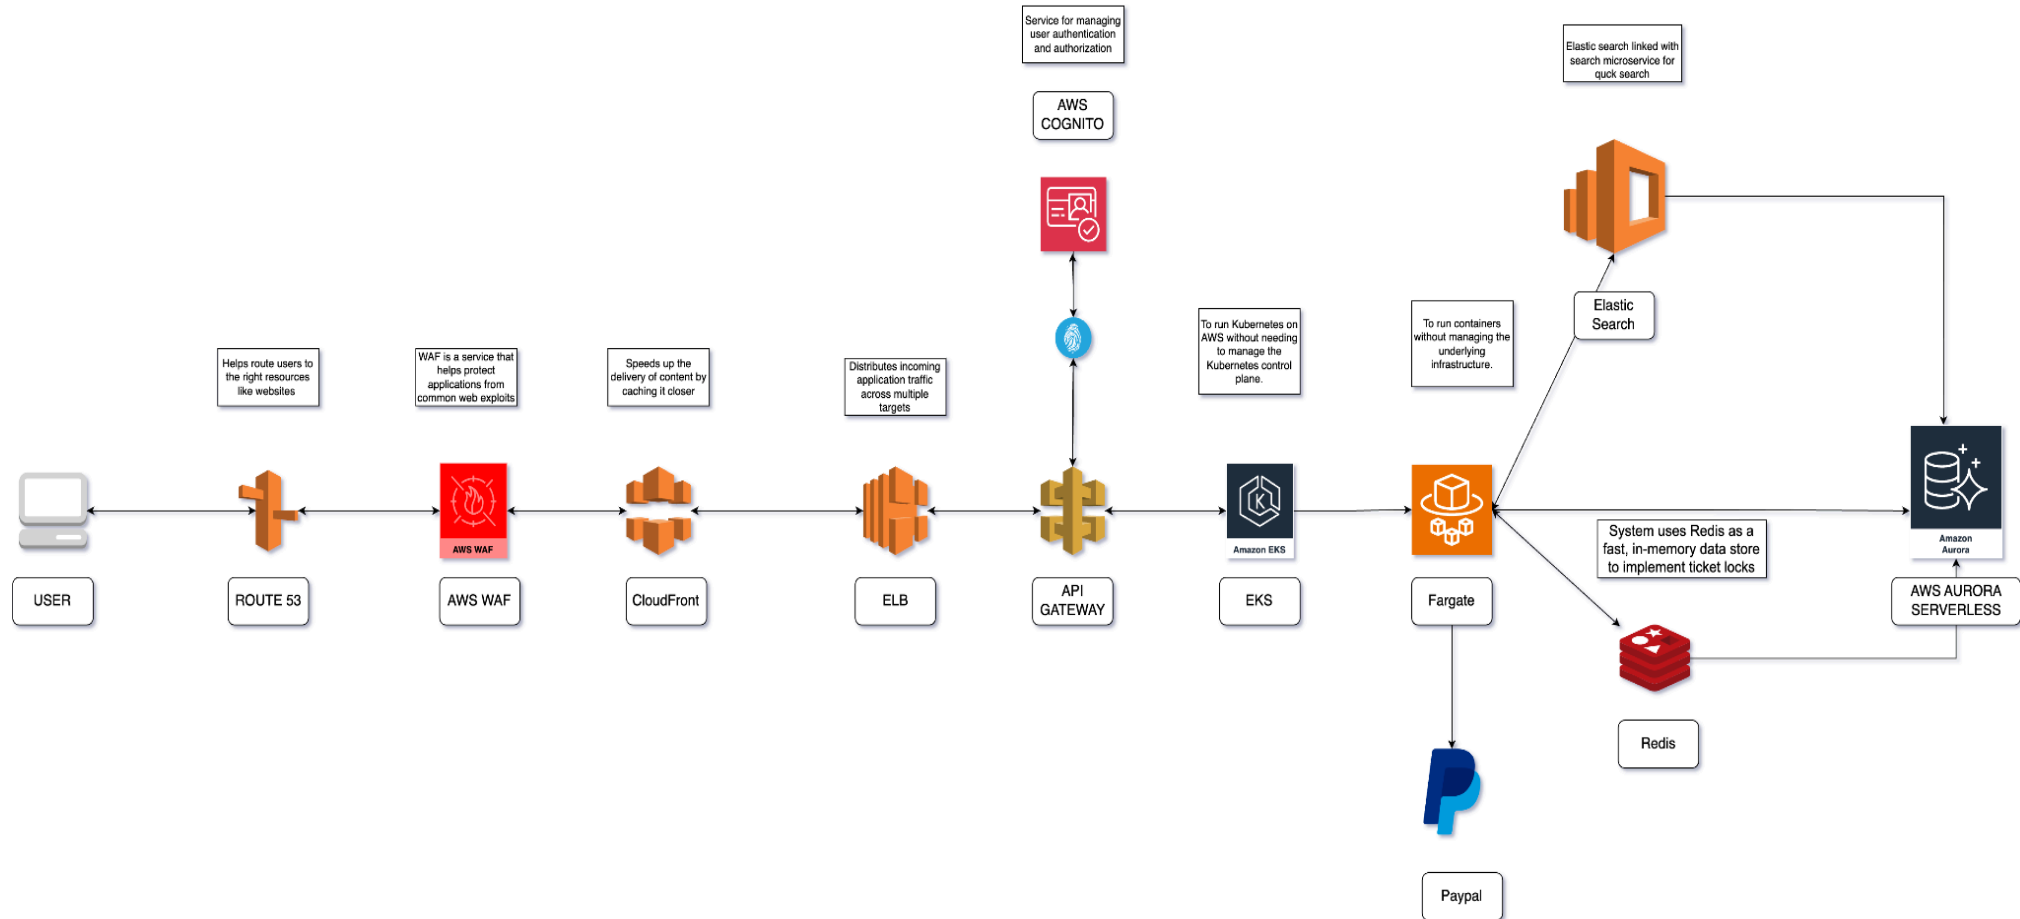 Service for managing
user authentication
and authorization
AWS
COGNITO
Elastic search linked with
search microservice for
quck search
Elastic
Search
Helps route users to
the right resources
like websites
WAF is a service that
helps protect
applications from
common web exploits
Speeds up the
delivery of content by
caching it closer
Distributes incoming
application traffic
across multiple
targets
To run Kubernetes on
AWS without needing
to manage the
Kubernetes control
plane.
To run containers
without managing the
underlying
infrastructure.
AWS WAF
Amazon EKS
K
System uses Redis as a
fast, in-memory data store
to implement ticket locks
Amazon
Aurora
USER
ROUTE 53
AWS WAF
CloudFront
ELB
API
GATEWAY
EKS
Fargate
AWS AURORA
SERVERLESS
Redis
Paypal